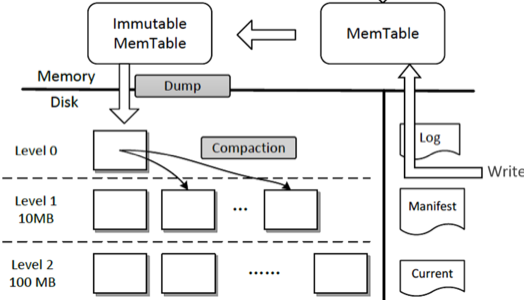 Immutable
MemTable
MemTable
Memory
Dump
Disk
Log
Level 0
Compaction
Write
Level 1
10MB
...
Manifest
Level 2
100 MB
......
Current